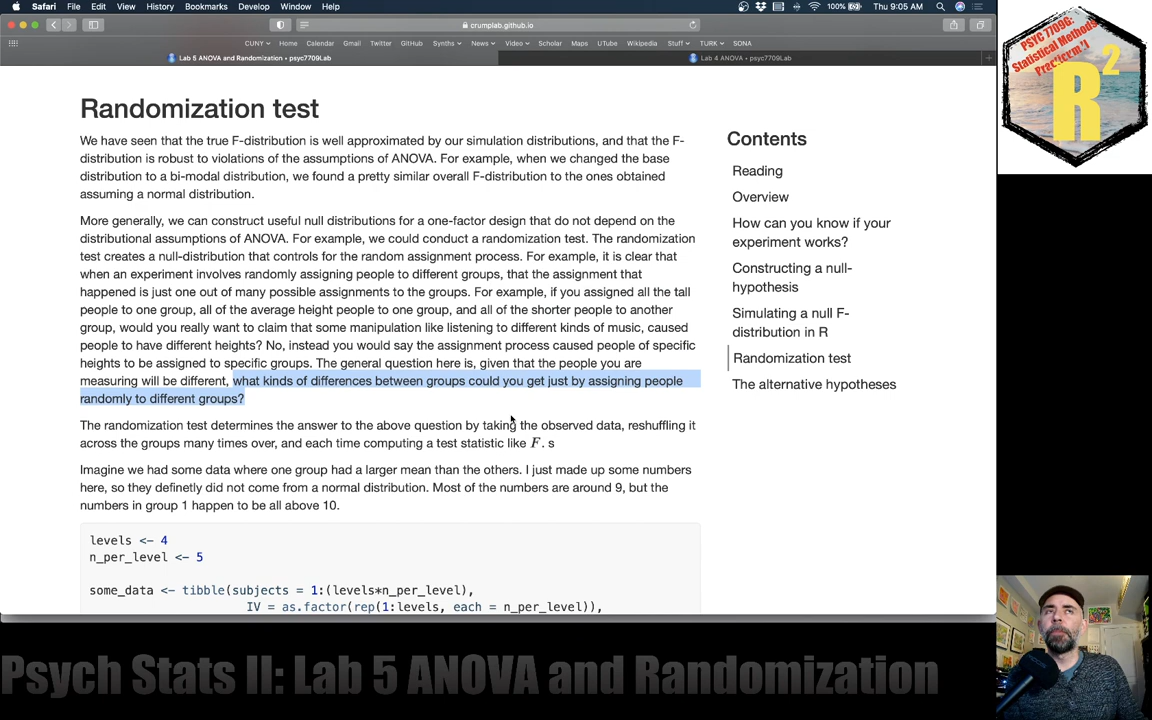 Safari File Edit View History Bookmarks Develop Window Help
100% Thu 9:05 AM
crumplab.github.io
CUNY Home Calendar Gmail Twitter GitHub Synths News Video Scholar Maps UTube Wikipedia Stuff TURK SONA
Lab 5 ANOVA and Randomization • psyc7709Lab
Lab 4 ANOVA • psyc7709Lab
PSYC 7709G:
Statistical Methods
Practicum 1
R2
Randomization test
We have seen that the true F-distribution is well approximated by our simulation distributions, and that the F-
distribution is robust to violations of the assumptions of ANOVA. For example, when we changed the base
distribution to a bi-modal distribution, we found a pretty similar overall F-distribution to the ones obtained
assuming a normal distribution.
More generally, we can construct useful null distributions for a one-factor design that do not depend on the
distributional assumptions of ANOVA. For example, we could conduct a randomization test. The randomization
test creates a null-distribution that controls for the random assignment process. For example, it is clear that
when an experiment involves randomly assigning people to different groups, that the assignment that
happened is just one out of many possible assignments to the groups. For example, if you assigned all the tall
people to one group, all of the average height people to one group, and all of the shorter people to another
group, would you really want to claim that some manipulation like listening to different kinds of music, caused
people to have different heights? No, instead you would say the assignment process caused people of specific
heights to be assigned to specific groups. The general question here is, given that the people you are
measuring will be different, what kinds of differences between groups could you get just by assigning people
randomly to different groups?
The randomization test determines the answer to the above question by taking the observed data, reshuffling it
across the groups many times over, and each time computing a test statistic like F. s
Imagine we had some data where one group had a larger mean than the others. I just made up some numbers
here, so they definetly did not come from a normal distribution. Most of the numbers are around 9, but the
numbers in group 1 happen to be all above 10.
levels <- 4
n_per_level <- 5
some_data <- tibble(subjects = 1:(levels*n_per_level),
IV = as.factor(rep(1:levels, each = n_per_level)),
Contents
Reading
Overview
How can you know if your
experiment works?
Constructing a null-
hypothesis
Simulating a null F-
distribution in R
Randomization test
The alternative hypotheses
Psych Stats II: Lab 5 ANOVA and Randomization